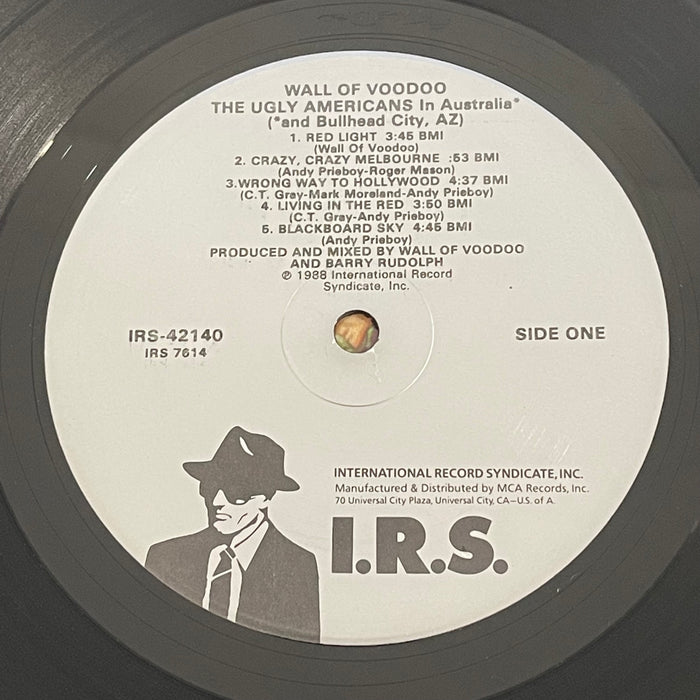 WALL OF VOODOO
THE UGLY AMERICANS In Australia*
(*and Bullhead City, AZ)
1. RED LIGHT 3:45 BMI
(Wall Of Voodoo)
2. CRAZY, CRAZY MELBOURNE :53 BMI
(Andy Prieboy-Roger Mason)
3.WRONG WAY TO HOLLYWOOD 4:37 BMI
(C.T. Gray-Mark Moreland-Andy Prieboy)
4. LIVING IN THE RED 3:50 BMI
(C.T. Gray-Andy Prieboy)
5. BLACKBOARD SKY 4:45 BMI
(Andy Prieboy)
PRODUCED AND MIXED BY WALL OF VOODOO
AND BARRY RUDOLPH
℗ 1988 International Record
Syndicate, Inc.
IRS-42140
IRS 7614
SIDE ONE
INTERNATIONAL RECORD SYNDICATE, INC.
Manufactured & Distributed by MCA Records, Inc.
70 Universal City Plaza, Universal City, CA–U.S. of A.
I.R.S.